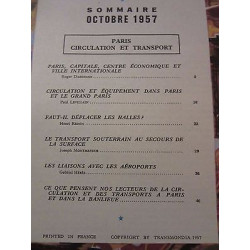 SOMMAIRE
OCTOBRE 1957
PARIS
CIRCULATION ET TRANSPORT
PARIS, CAPITALE, CENTRE ÉCONOMIQUE ET
VILLE INTERNATIONALE
CIRCULATION ET ÉQUIPEMENT DANS PARIS
ET LE GRAND PARIS
FAUT-IL DÉPLACER LES HALLES ?
LE TRANSPORT SOUTERRAIN AU SECOURS DE
LA SURFACE
LES LIAISONS AVEC LES AÉROPORTS
CE QUE PENSENT NOS LECTEURS DE LA CIR-
CULATION ET DES TRANSPORTS A PARIS
ET DANS LA BANLIEUE
PRINTED IN FRANCE COPYRIGHT BY TRANSMONDIA 1957